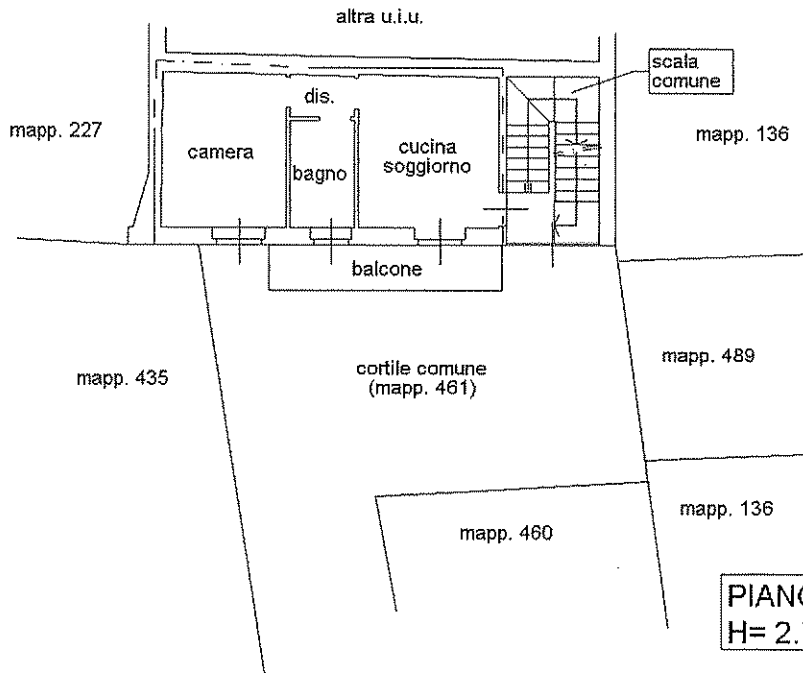 altra u.i.u.
scala
comune
mapp. 227
dis.
mapp. 136
camera
cucina
soggiorno
bagno
balcone
mapp. 435
cortile comune
(mapp. 461)
mapp. 489
mapp. 136
mapp. 460
H= 2.